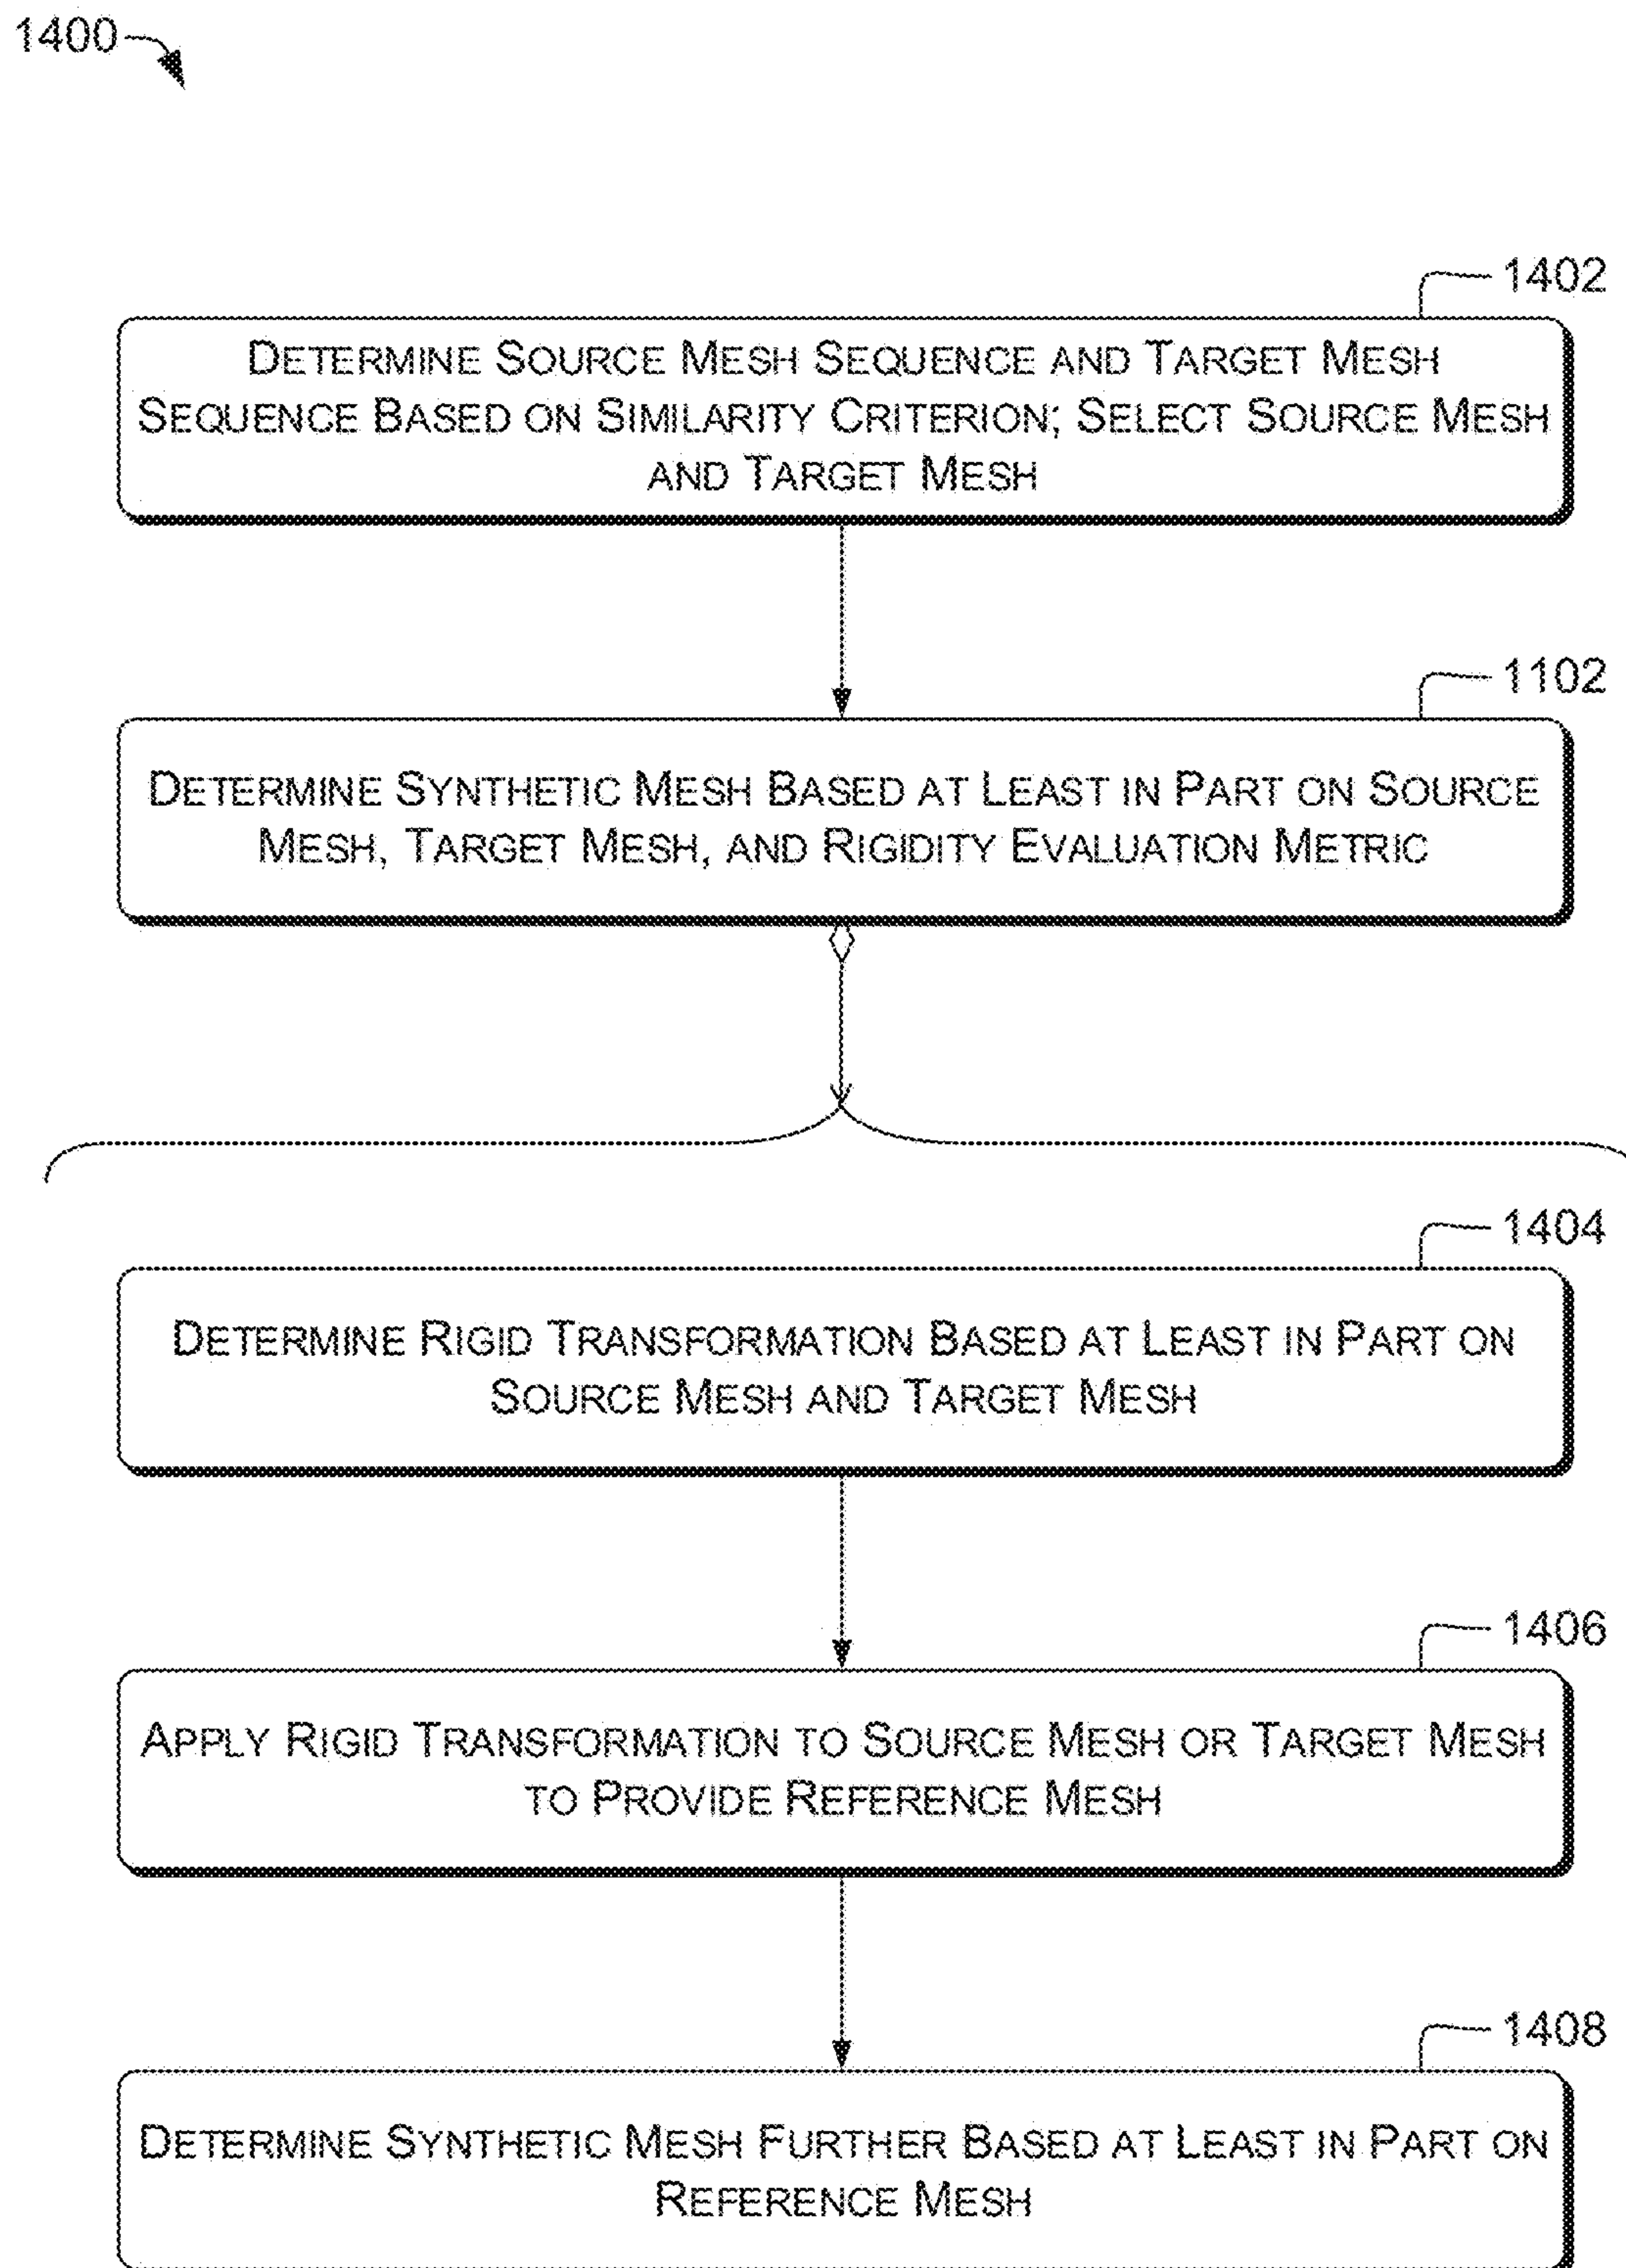 1400
1402
DETERMINE SOURCE MESH SEQUENCE AND TARGET MESH
SEQUENCE BASED ON SIMILARITY CRITERION; SELECT SOURCE MESH
AND TARGET MESH
1102
DETERMINE SYNTHETIC MESH BASED AT LEAST IN PART ON SOURCE
MESH, TARGET MESH, AND RIGIDITY EVALUATION METRIC
1404
DETERMINE RIGID TRANSFORMATION BASED AT LEAST IN PART ON
SOURCE MESH AND TARGET MESH
1406
APPLY RIGID TRANSFORMATION TO SOURCE MESH OR TARGET MESH
TO PROVIDE REFERENCE MESH
1408
DETERMINE SYNTHETIC MESH FURTHER BASED AT LEAST IN PART ON
REFERENCE MESH